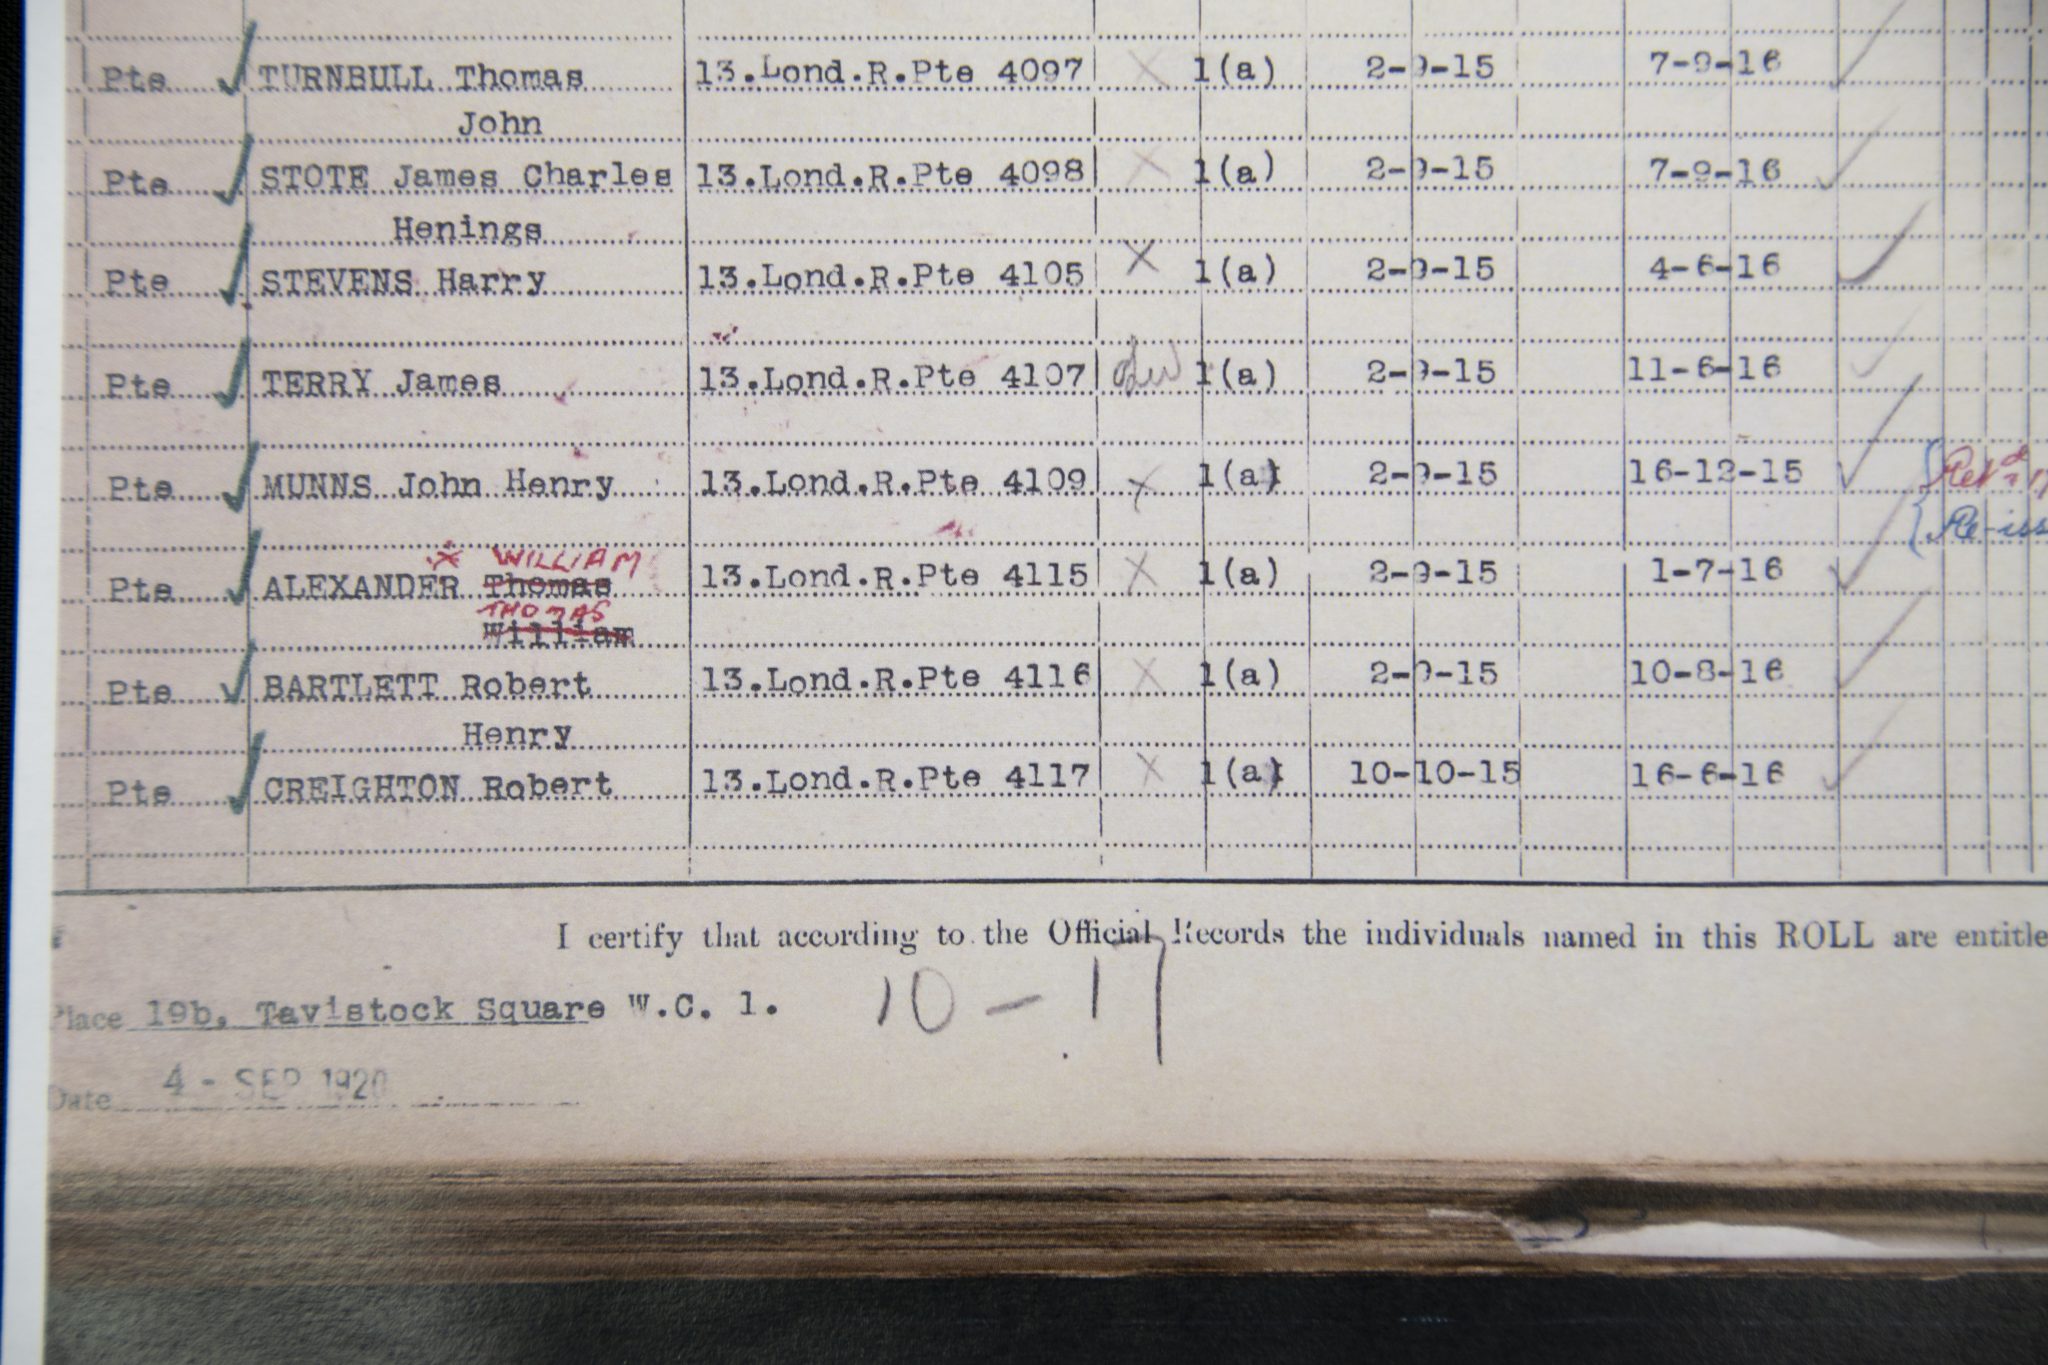 Pte TURNBULL Thomas 13.Lond.R.Pte 4097 X 1(a) 2-9-15 7-9-16
John
Pte STOTE James Charles 13.Lond.R.Pte 4098 X 1(a) 2-9-15 7-9-16
Henings
Pte STEVENS Harry 13.Lond.R.Pte 4105 X 1(a) 2-9-15 4-6-16
Pte TERRY James 13.Lond.R.Pte 4107 1(a) 2-9-15 11-6-16
Pte MUNNS John Henry 13.Lond.R.Pte 4109 X 1(a) 2-9-15 16-12-15 Retd
Re-iss
X WILLIAM
Pte ALEXANDER Thomas 13.Lond.R.Pte 4115 X 1(a) 2-9-15 1-7-16
THOMAS
William
Pte BARTLETT Robert 13.Lond.R.Pte 4116 X 1(a) 2-9-15 10-8-16
Henry
Pte CREIGHTON Robert 13.Lond.R.Pte 4117 X 1(a) 10-10-15 16-6-16
I certify that according to the Official Records the individuals named in this ROLL are entitle
Place 19b, Tavistock Square W.C. 1. 10-17
Date 4 - SEP 1920